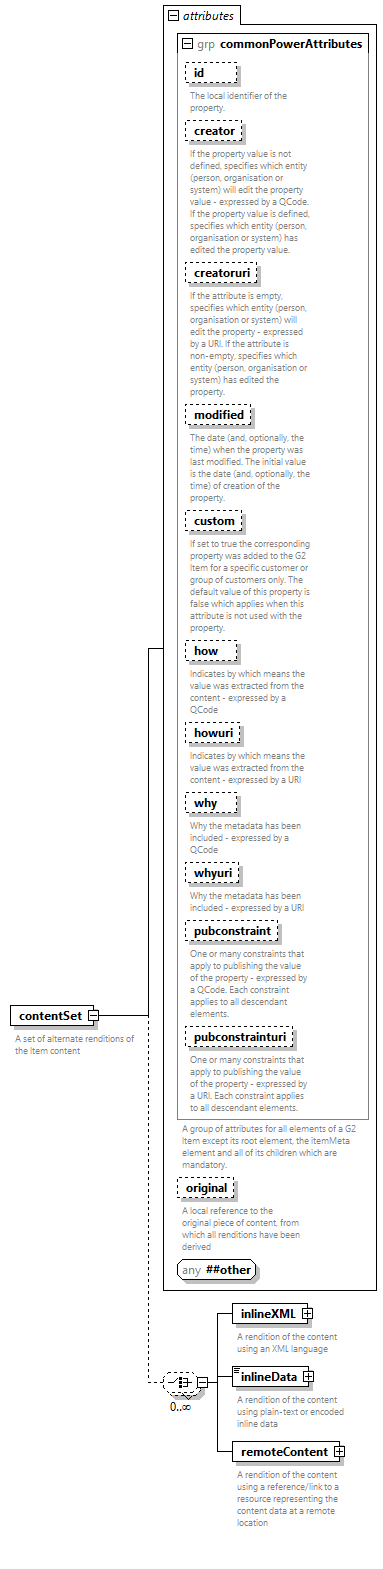 attributes
grp commonPowerAttributes
id
The local identifier of the
property.
creator
If the property value is not
defined, specifies which entity
(person, organisation or
system) will edit the property
value - expressed by a QCode.
If the property value is defined,
specifies which entity (person,
organisation or system) has
edited the property value.
creatoruri
If the attribute is empty,
specifies which entity (person,
organisation or system) will
edit the property - expressed
by a URI. If the attribute is
non-empty, specifies which
entity (person, organisation or
system) has edited the
property.
modified
The date (and, optionally, the
time) when the property was
last modified. The initial value
is the date (and, optionally, the
time) of creation of the
property.
custom
If set to true the corresponding
property was added to the G2
Item for a specific customer or
group of customers only. The
default value of this property is
false which applies when this
attribute is not used with the
property.
how
Indicates by which means the
value was extracted from the
content - expressed by a
QCode
howuri
Indicates by which means the
value was extracted from the
content - expressed by a URI
why
Why the metadata has been
included - expressed by a
QCode
whyuri
Why the metadata has been
included - expressed by a URI
pubconstraint
One or many constraints that
apply to publishing the value
of the property - expressed by
a QCode. Each constraint
applies to all descendant
elements.
pubconstrainturi
One or many constraints that
apply to publishing the value
of the property - expressed by
a URI. Each constraint applies
to all descendant elements.
A group of attributes for all elements of a G2
Item except its root element, the itemMeta
element and all of its children which are
mandatory.
original
A local reference to the
original piece of content, from
which all renditions have been
derived
any ##other
contentSet
A set of alternate renditions of
the Item content
0..∞
inlineXML
A rendition of the content
using an XML language
inlineData
A rendition of the content
using plain-text or encoded
inline data
remoteContent
A rendition of the content
using a reference/link to a
resource representing the
content data at a remote
location